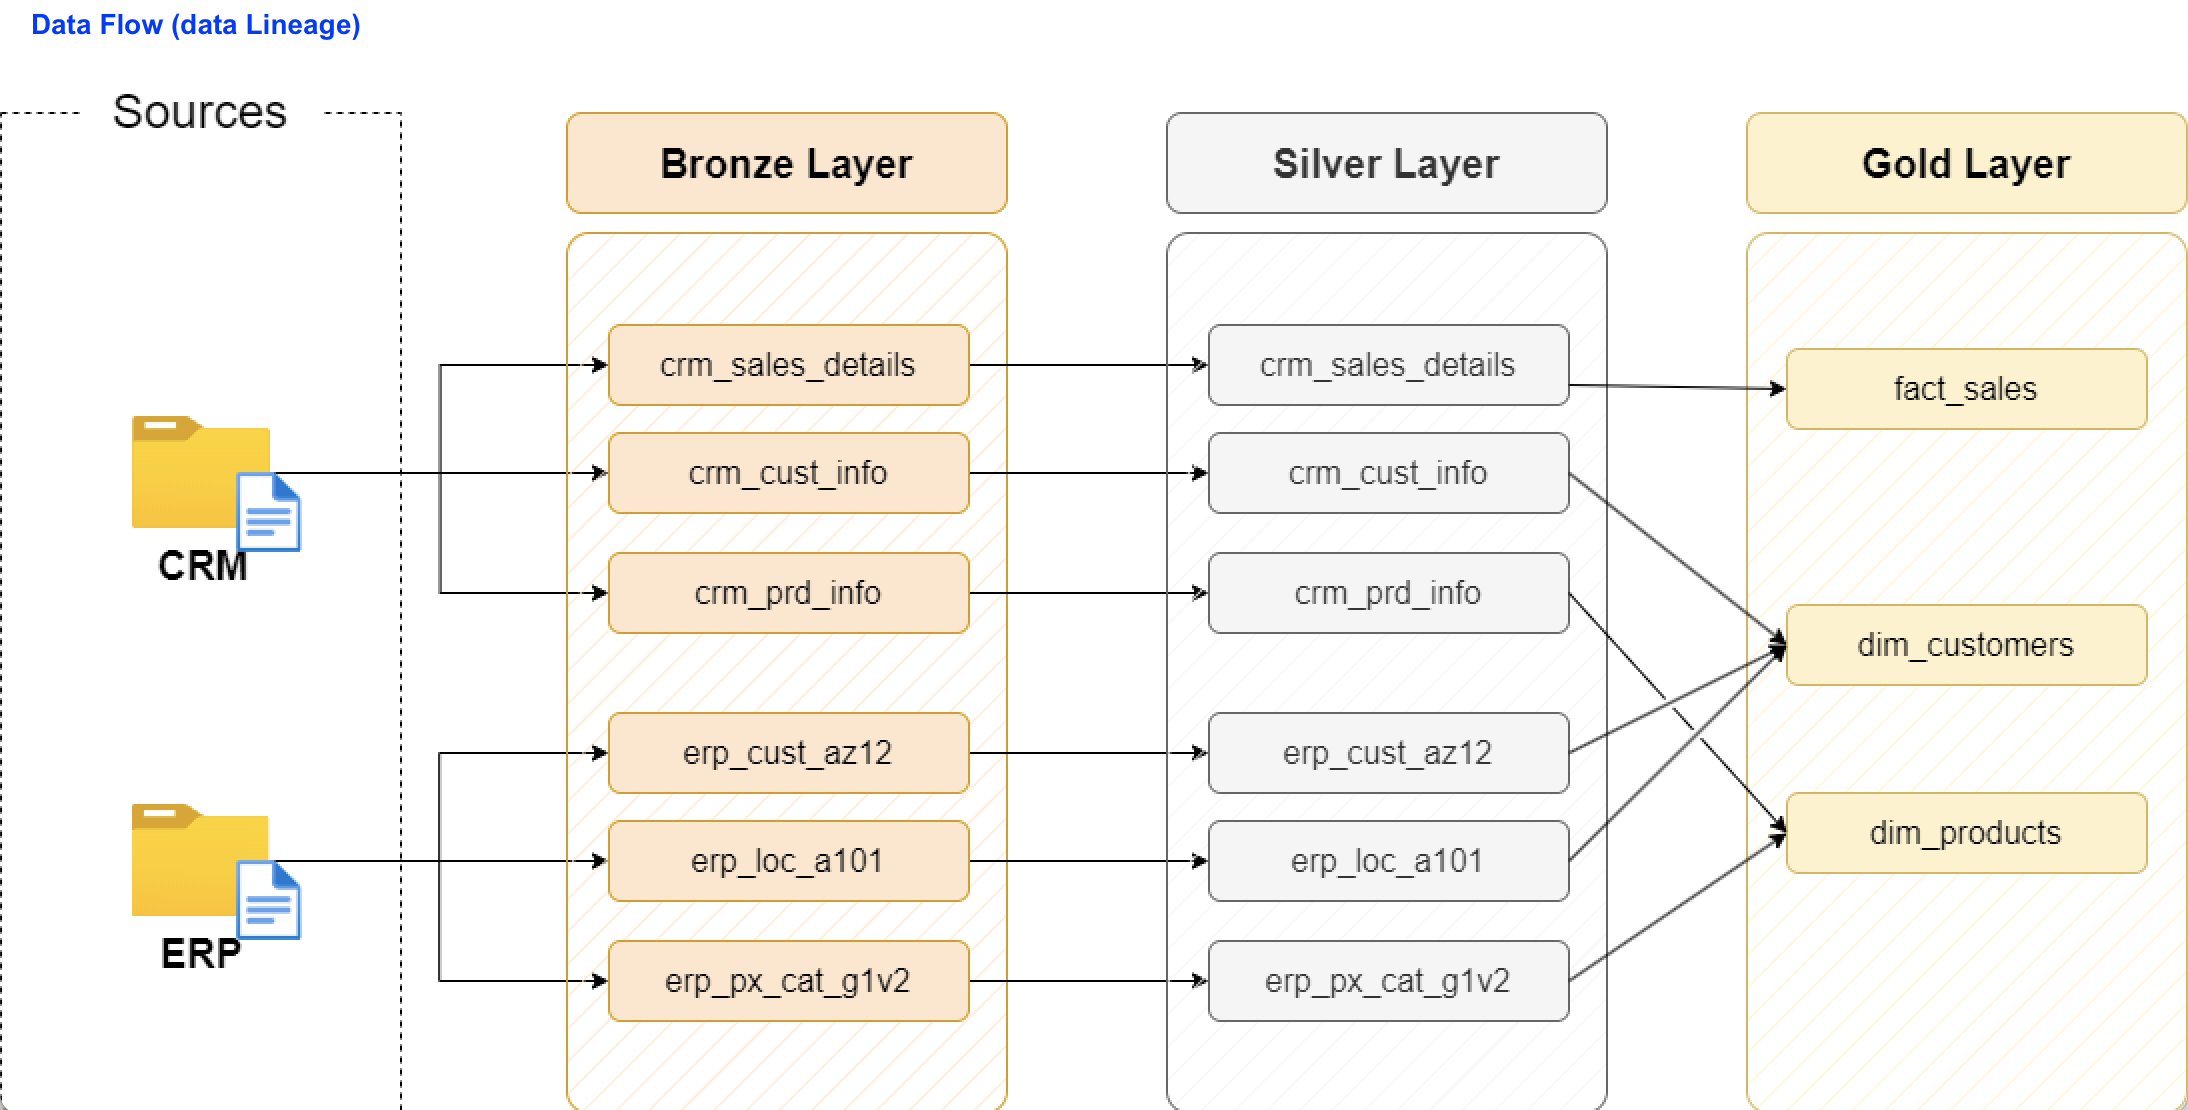 Data Flow (data Lineage)
Sources
CRM
ERP
Bronze Layer
crm_sales_details
crm_cust_info
crm_prd_info
erp_cust_az12
erp_loc_a101
erp_px_cat_g1v2
Silver Layer
crm_sales_details
crm_cust_info
crm_prd_info
erp_cust_az12
erp_loc_a101
erp_px_cat_g1v2
Gold Layer
fact_sales
dim_customers
dim_products